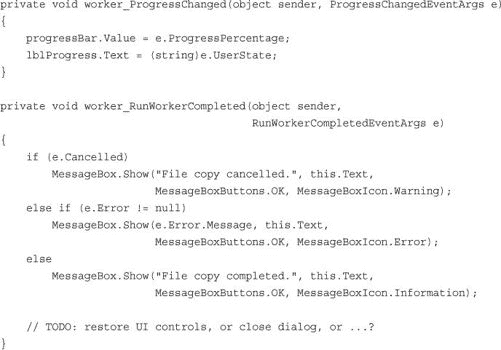 private void worker_ProgressChanged(object sender, ProgressChangedEventArgs e)
{
    progressBar.Value = e.ProgressPercentage;
    lblProgress.Text = (string)e.UserState;
}

private void worker_RunWorkerCompleted(object sender,
                                       RunWorkerCompletedEventArgs e)
{
    if (e.Cancelled)
        MessageBox.Show("File copy cancelled.", this.Text,
                        MessageBoxButtons.OK, MessageBoxIcon.Warning);
    else if (e.Error != null)
        MessageBox.Show(e.Error.Message, this.Text,
                        MessageBoxButtons.OK, MessageBoxIcon.Error);
    else
        MessageBox.Show("File copy completed.", this.Text,
                        MessageBoxButtons.OK, MessageBoxIcon.Information);

    // TODO: restore UI controls, or close dialog, or ...?
}